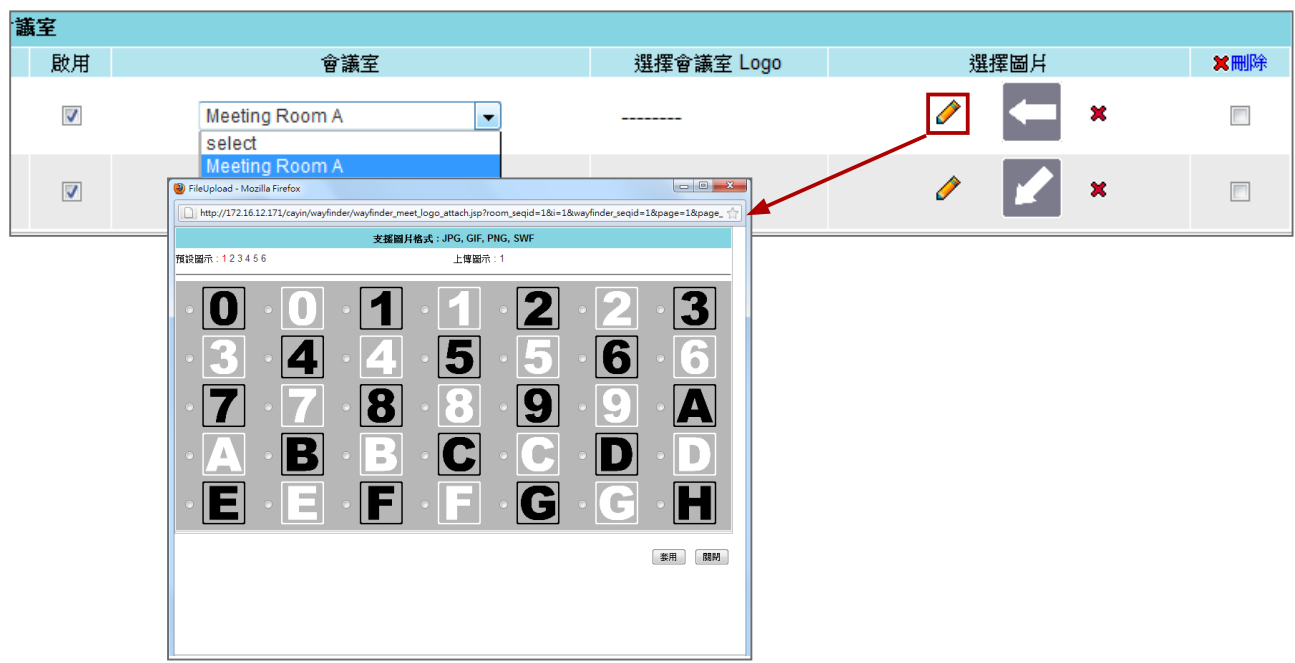 議室
啟用 會議室 選擇會議室 Logo 選擇圖片 刪除
Meeting Room A --------
select
Meeting Room A
FileUpload - Mozilla Firefox
http://172.16.12.171/cayin/wayfinder/wayfinder_meet_logo_attach.jsp?room_seqid=1&i=1&wayfinder_seqid=1&page=1&page_
支援圖片格式 : JPG, GIF, PNG, SWF
預設圖示 : 1 2 3 4 5 6 上傳圖示 : 1
0 0 1 1 2 2 3
3 4 4 5 5 6 6
7 7 8 8 9 9 A
A B B C C D D
E E F F G G H
套用 關閉